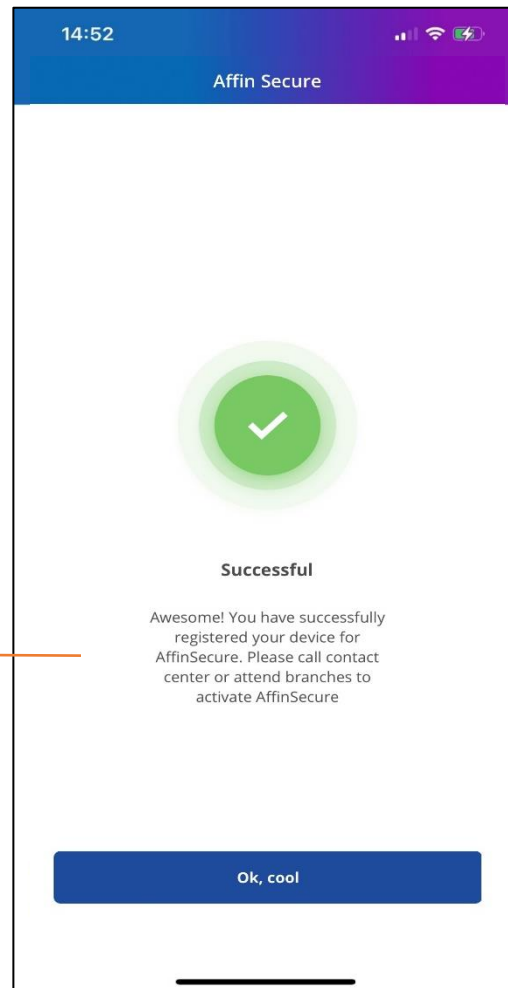 14:52
Affin Secure
Successful
Awesome! You have successfully
registered your device for
AffinSecure. Please call contact
center or attend branches to
activate AffinSecure
Ok, cool